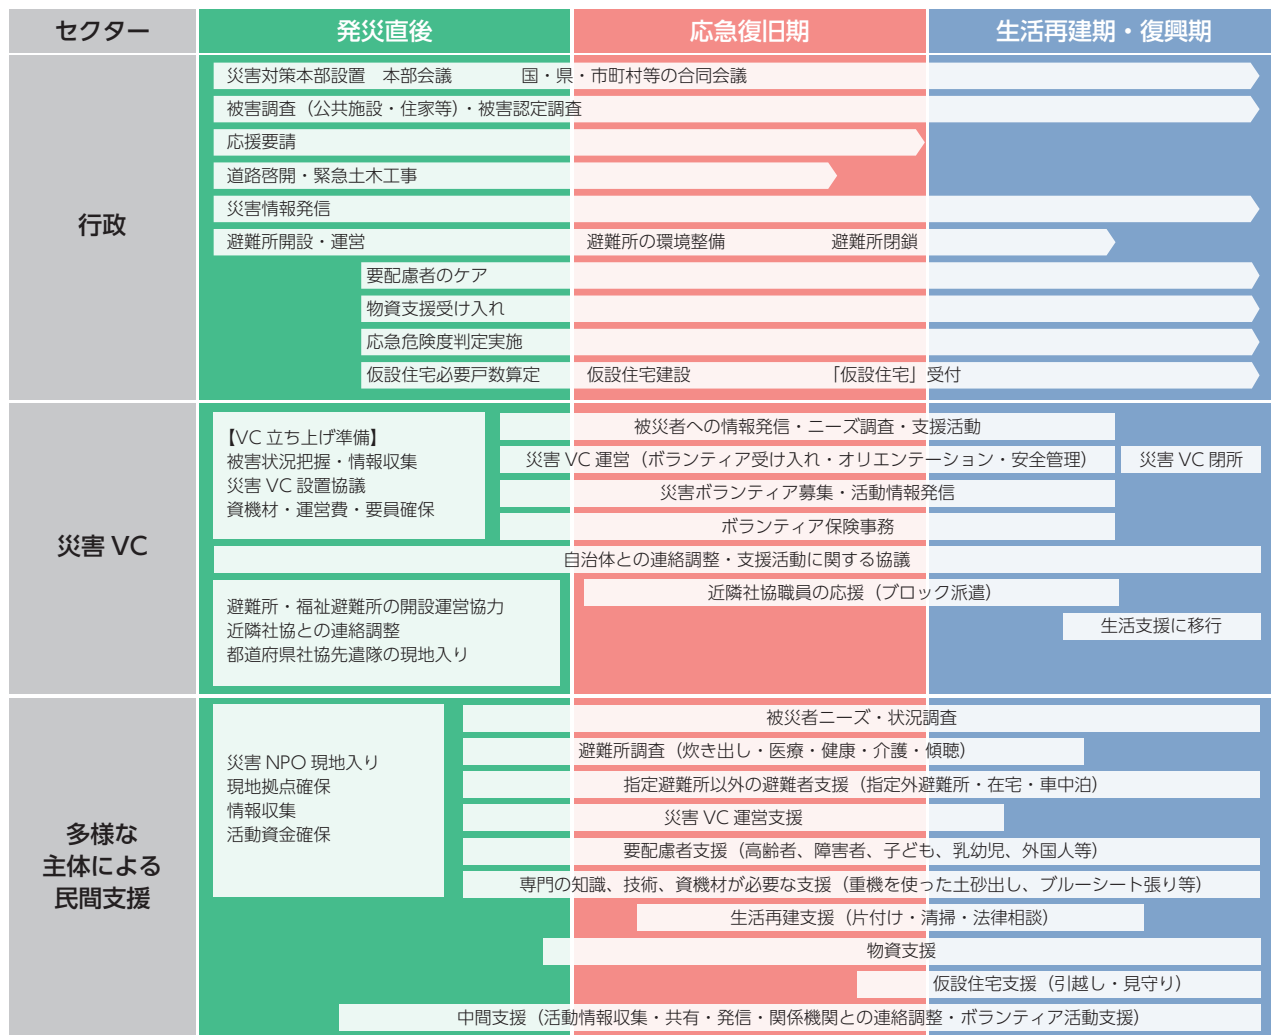 セクター　発災直後　応急復旧期　生活再建期・復興期
行政
災害対策本部設置　本部会議　国・県・市町村等の合同会議
被害調査（公共施設・住家等）・被害認定調査
応援要請
道路啓開・緊急土木工事
災害情報発信
避難所開設・運営　避難所の環境整備　避難所閉鎖
要配慮者のケア
物資支援受け入れ
応急危険度判定実施
仮設住宅必要戸数算定　仮設住宅建設　「仮設住宅」受付
災害 VC
【VC 立ち上げ準備】
被害状況把握・情報収集
災害 VC 設置協議
資機材・運営費・要員確保
被災者への情報発信・ニーズ調査・支援活動
災害 VC 運営（ボランティア受け入れ・オリエンテーション・安全管理）　災害 VC 閉所
災害ボランティア募集・活動情報発信
ボランティア保険事務
自治体との連絡調整・支援活動に関する協議
避難所・福祉避難所の開設運営協力
近隣社協との連絡調整
都道府県社協先遣隊の現地入り
近隣社協職員の応援（ブロック派遣）
生活支援に移行
多様な
主体による
民間支援
災害 NPO 現地入り
現地拠点確保
情報収集
活動資金確保
被災者ニーズ・状況調査
避難所調査（炊き出し・医療・健康・介護・傾聴）
指定避難所以外の避難者支援（指定外避難所・在宅・車中泊）
災害 VC 運営支援
要配慮者支援（高齢者、障害者、子ども、乳幼児、外国人等）
専門の知識、技術、資機材が必要な支援（重機を使った土砂出し、ブルーシート張り等）
生活再建支援（片付け・清掃・法律相談）
物資支援
仮設住宅支援（引越し・見守り）
中間支援（活動情報収集・共有・発信・関係機関との連絡調整・ボランティア活動支援）